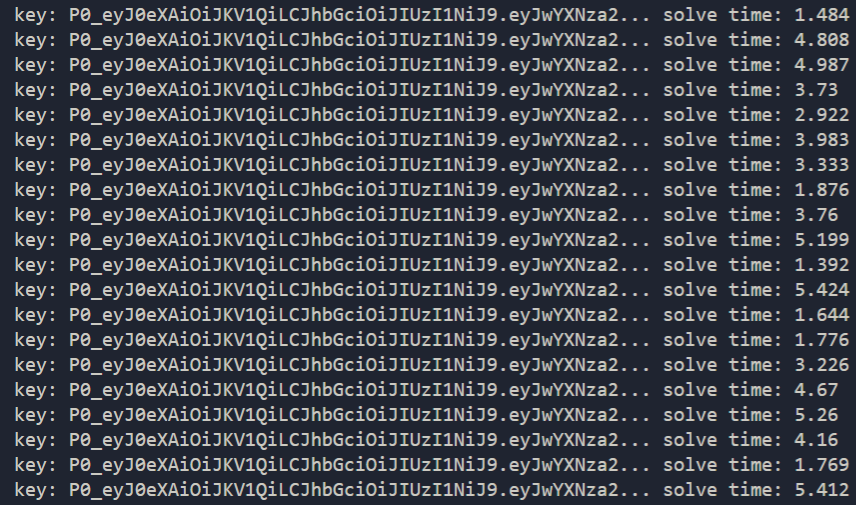 key: P0_eyJ0eXAiOiJKV1QiLCJhbGciOiJIUzI1NiJ9.eyJwYXNza2... solve time: 1.484
key: P0_eyJ0eXAiOiJKV1QiLCJhbGciOiJIUzI1NiJ9.eyJwYXNza2... solve time: 4.808
key: P0_eyJ0eXAiOiJKV1QiLCJhbGciOiJIUzI1NiJ9.eyJwYXNza2... solve time: 4.987
key: P0_eyJ0eXAiOiJKV1QiLCJhbGciOiJIUzI1NiJ9.eyJwYXNza2... solve time: 3.73
key: P0_eyJ0eXAiOiJKV1QiLCJhbGciOiJIUzI1NiJ9.eyJwYXNza2... solve time: 2.922
key: P0_eyJ0eXAiOiJKV1QiLCJhbGciOiJIUzI1NiJ9.eyJwYXNza2... solve time: 3.983
key: P0_eyJ0eXAiOiJKV1QiLCJhbGciOiJIUzI1NiJ9.eyJwYXNza2... solve time: 3.333
key: P0_eyJ0eXAiOiJKV1QiLCJhbGciOiJIUzI1NiJ9.eyJwYXNza2... solve time: 1.876
key: P0_eyJ0eXAiOiJKV1QiLCJhbGciOiJIUzI1NiJ9.eyJwYXNza2... solve time: 3.76
key: P0_eyJ0eXAiOiJKV1QiLCJhbGciOiJIUzI1NiJ9.eyJwYXNza2... solve time: 5.199
key: P0_eyJ0eXAiOiJKV1QiLCJhbGciOiJIUzI1NiJ9.eyJwYXNza2... solve time: 1.392
key: P0_eyJ0eXAiOiJKV1QiLCJhbGciOiJIUzI1NiJ9.eyJwYXNza2... solve time: 5.424
key: P0_eyJ0eXAiOiJKV1QiLCJhbGciOiJIUzI1NiJ9.eyJwYXNza2... solve time: 1.644
key: P0_eyJ0eXAiOiJKV1QiLCJhbGciOiJIUzI1NiJ9.eyJwYXNza2... solve time: 1.776
key: P0_eyJ0eXAiOiJKV1QiLCJhbGciOiJIUzI1NiJ9.eyJwYXNza2... solve time: 3.226
key: P0_eyJ0eXAiOiJKV1QiLCJhbGciOiJIUzI1NiJ9.eyJwYXNza2... solve time: 4.67
key: P0_eyJ0eXAiOiJKV1QiLCJhbGciOiJIUzI1NiJ9.eyJwYXNza2... solve time: 5.26
key: P0_eyJ0eXAiOiJKV1QiLCJhbGciOiJIUzI1NiJ9.eyJwYXNza2... solve time: 4.16
key: P0_eyJ0eXAiOiJKV1QiLCJhbGciOiJIUzI1NiJ9.eyJwYXNza2... solve time: 1.769
key: P0_eyJ0eXAiOiJKV1QiLCJhbGciOiJIUzI1NiJ9.eyJwYXNza2... solve time: 5.412